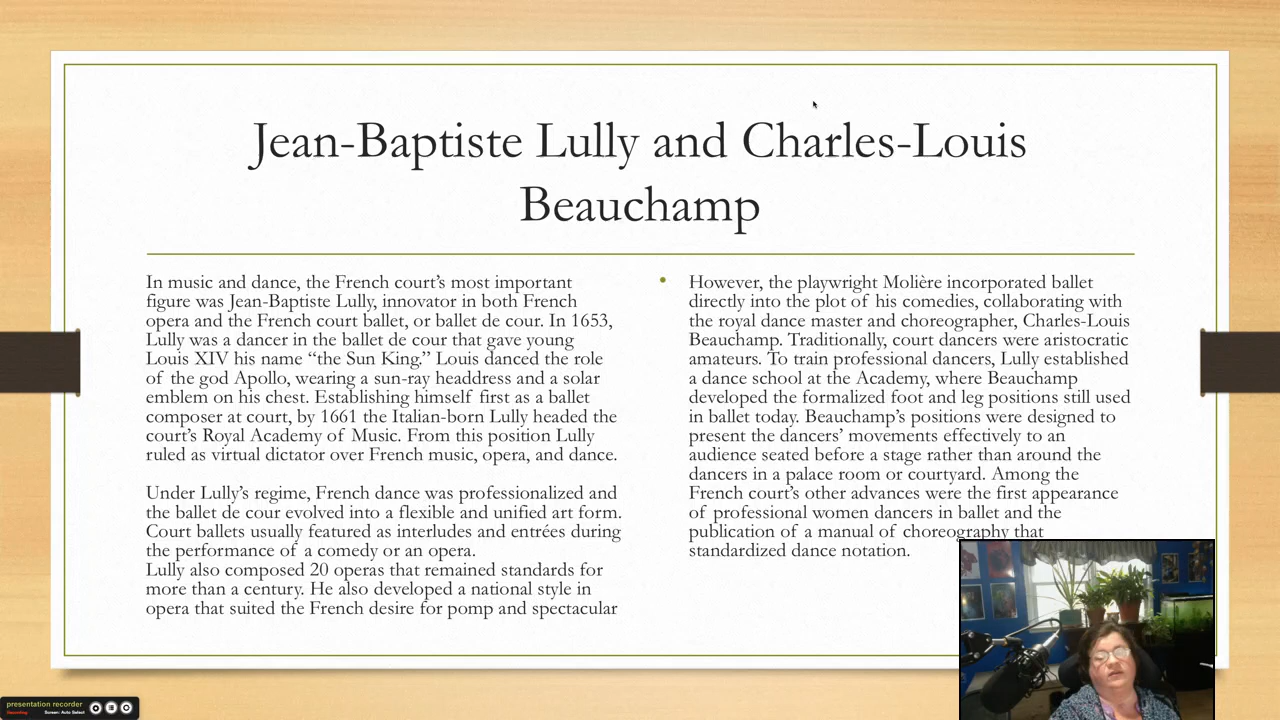 Jean-Baptiste Lully and Charles-Louis
Beauchamp
In music and dance, the French court’s most important
figure was Jean-Baptiste Lully, innovator in both French
opera and the French court ballet, or ballet de cour. In 1653,
Lully was a dancer in the ballet de cour that gave young
Louis XIV his name “the Sun King.” Louis danced the role
of the god Apollo, wearing a sun-ray headdress and a solar
emblem on his chest. Establishing himself first as a ballet
composer at court, by 1661 the Italian-born Lully headed the
court’s Royal Academy of Music. From this position Lully
ruled as virtual dictator over French music, opera, and dance.
Under Lully’s regime, French dance was professionalized and
the ballet de cour evolved into a flexible and unified art form.
Court ballets usually featured as interludes and entrées during
the performance of a comedy or an opera.
Lully also composed 20 operas that remained standards for
more than a century. He also developed a national style in
opera that suited the French desire for pomp and spectacular
• However, the playwright Molière incorporated ballet
directly into the plot of his comedies, collaborating with
the royal dance master and choreographer, Charles-Louis
Beauchamp. Traditionally, court dancers were aristocratic
amateurs. To train professional dancers, Lully established
a dance school at the Academy, where Beauchamp
developed the formalized foot and leg positions still used
in ballet today. Beauchamp’s positions were designed to
present the dancers’ movements effectively to an
audience seated before a stage rather than around the
dancers in a palace room or courtyard. Among the
French court’s other advances were the first appearance
of professional women dancers in ballet and the
publication of a manual of choreography that
standardized dance notation.
presentation recorder
Recording Screen: Auto Select